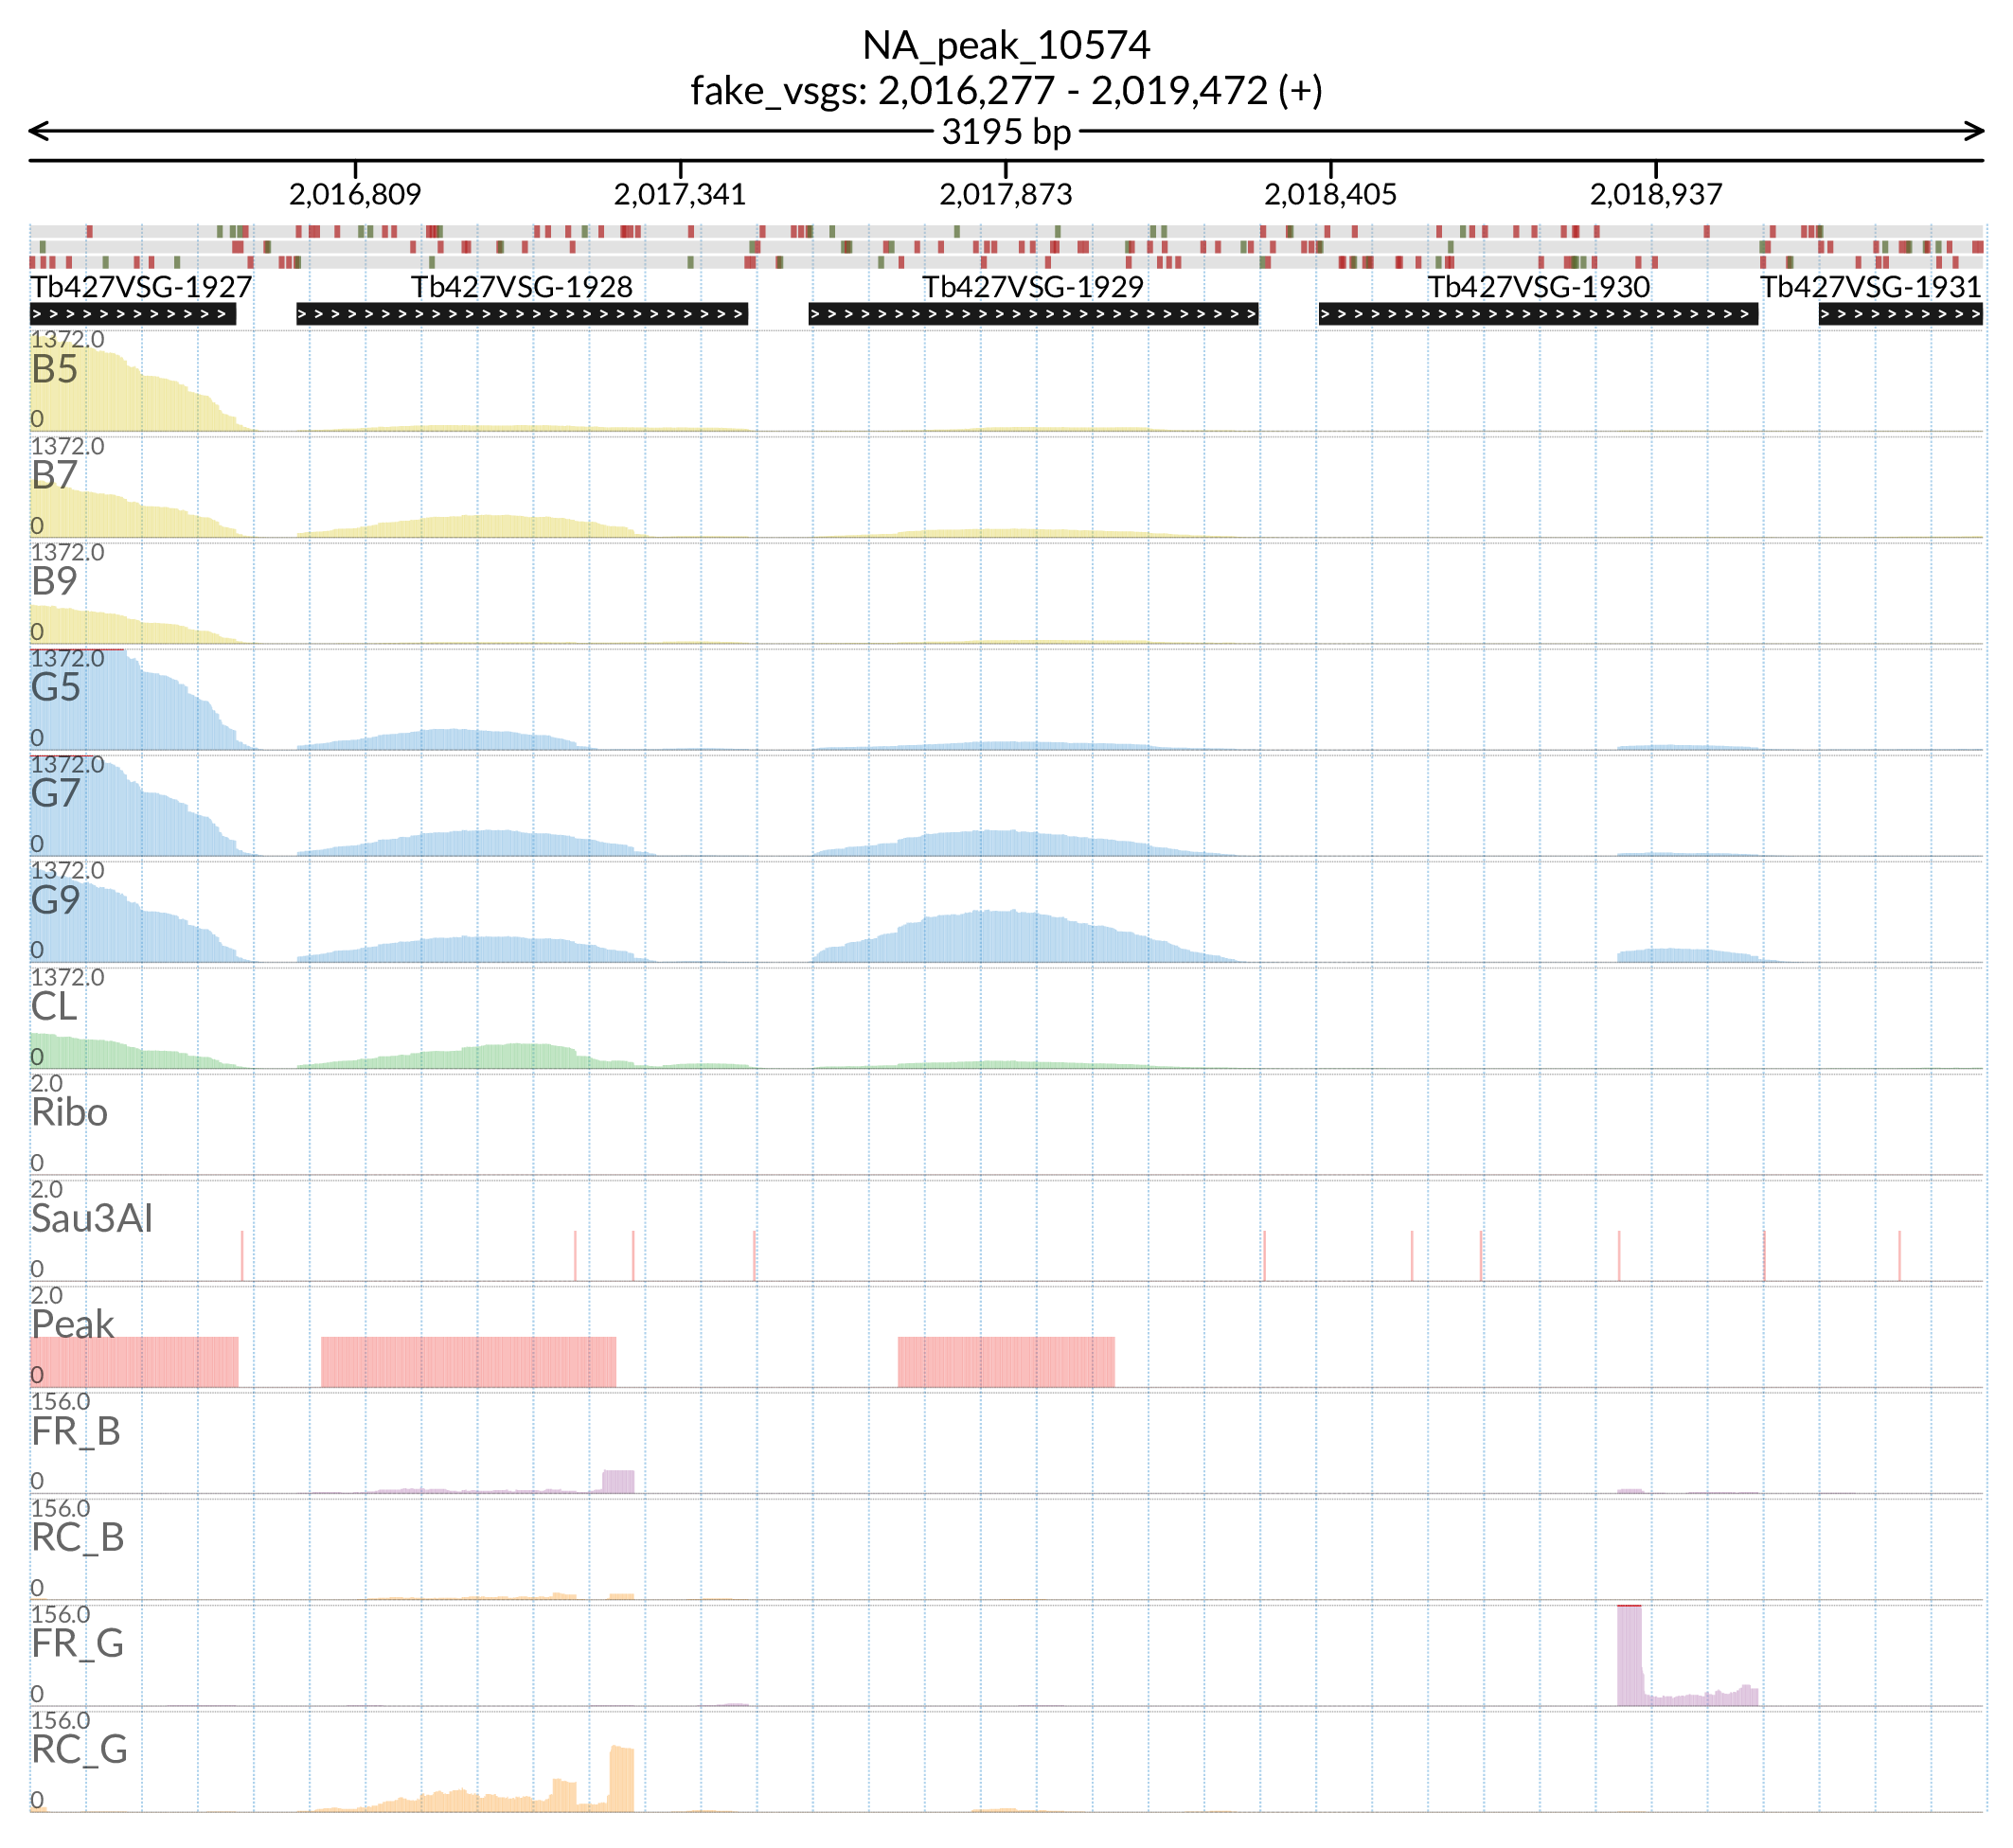 NA_peak_10574
fake_vsgs: 2,016,277 - 2,019,472 (+)
3195 bp
2,016,809 2,017,341 2,017,873 2,018,405 2,018,937
Tb427VSG-1927 Tb427VSG-1928 Tb427VSG-1929 Tb427VSG-1930 Tb427VSG-1931
1372.0
B5
0
1372.0
B7
0
1372.0
B9
0
1372.0
G5
0
1372.0
G7
0
1372.0
G9
0
1372.0
CL
0
2.0
Ribo
0
2.0
Sau3AI
0
2.0
Peak
0
156.0
FR_B
0
156.0
RC_B
0
156.0
FR_G
0
156.0
RC_G
0